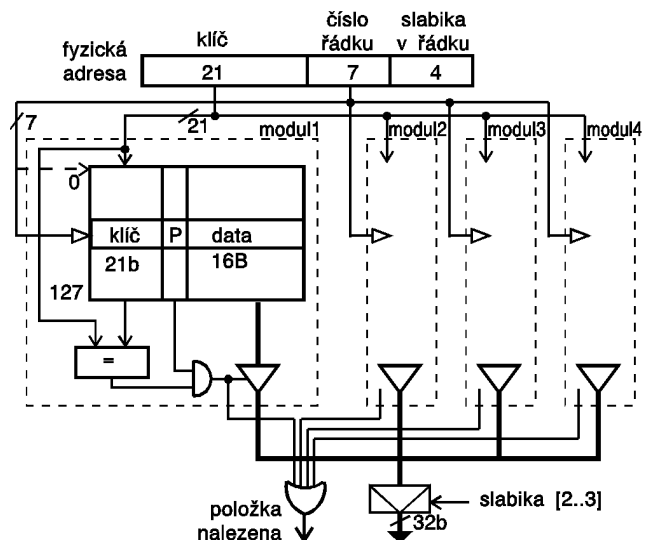 klíč
číslo řádku
slabika v řádku
fyzická adresa
21
7
4
7
21
modul1
modul2
modul3
modul4
0
klíč
P
data
21b
16B
127
=
položka nalezena
slabika [2..3]
32b